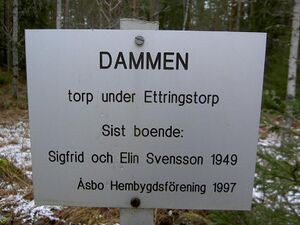 DAMMEN
torp under Ettringstorp
Sist boende:
Sigfrid och Elin Svensson 1949
Åsbo Hembygdsförening 1997